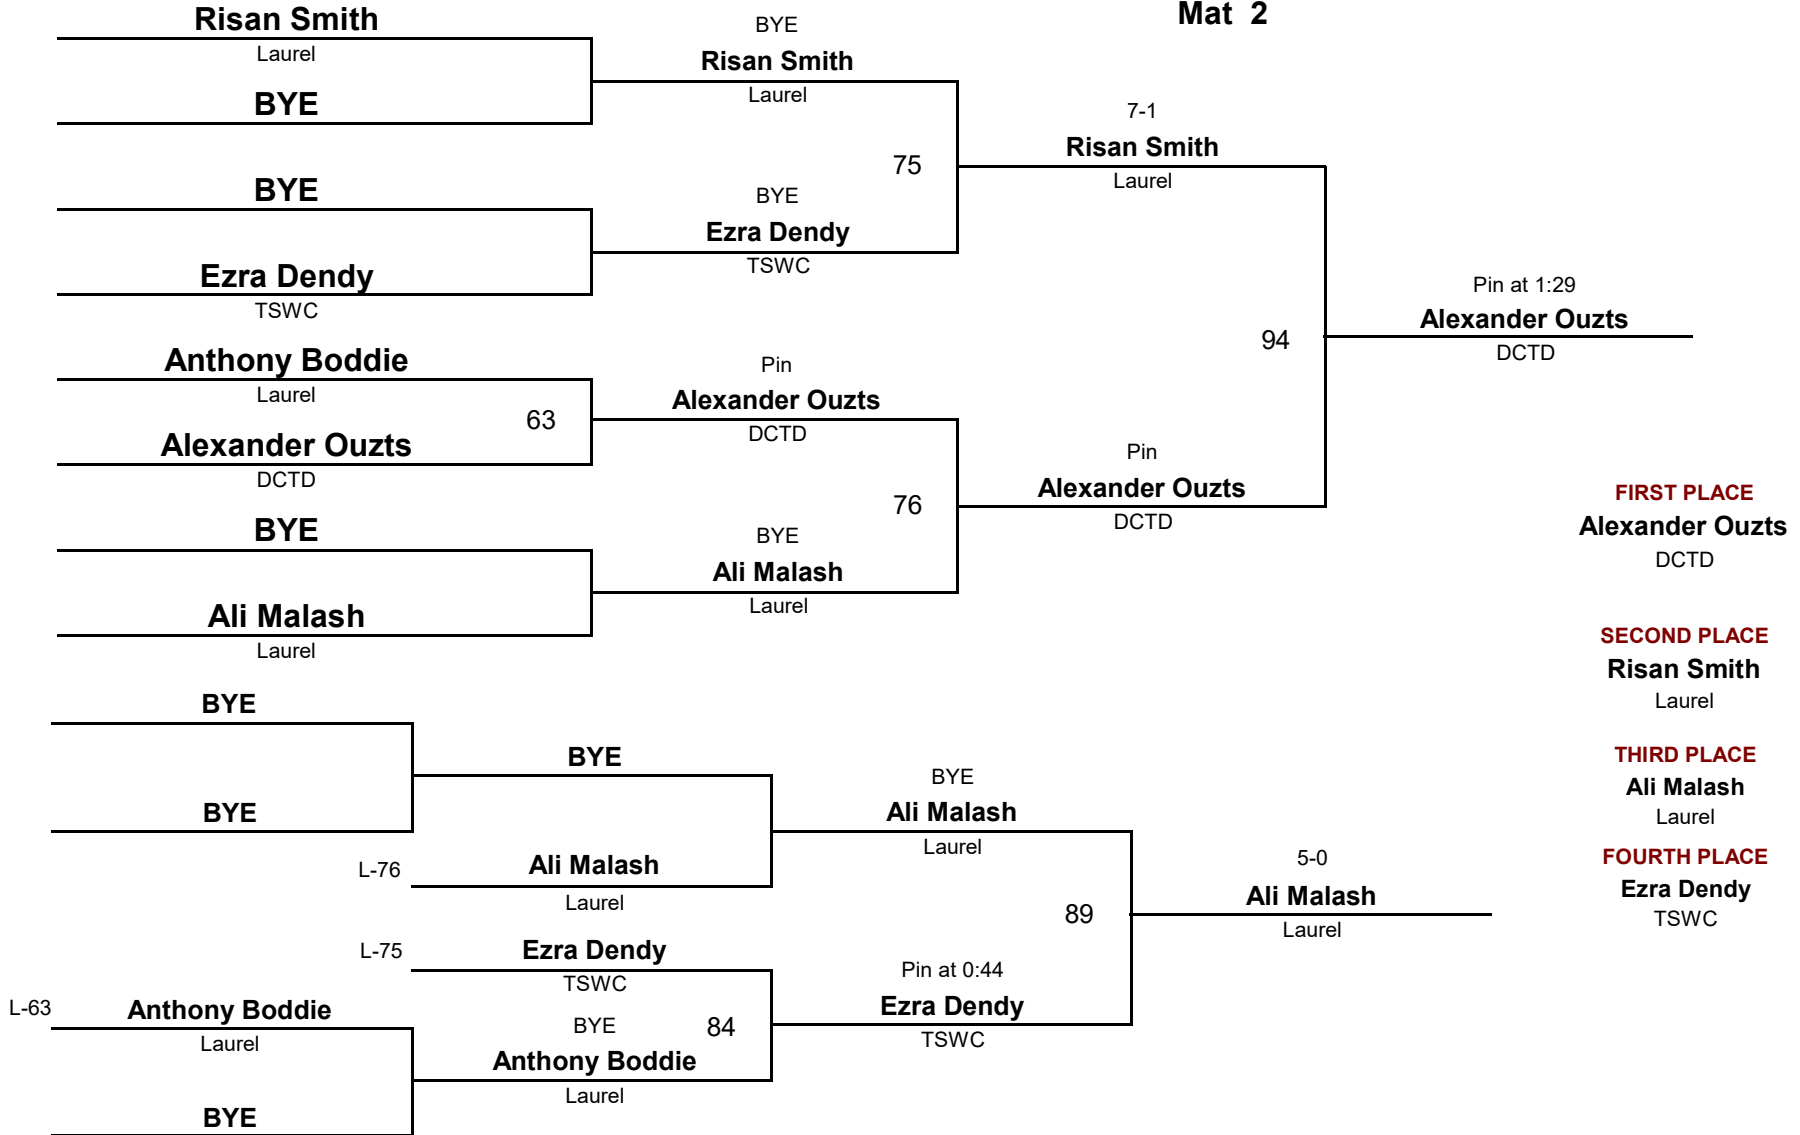 Mat 2
Risan Smith
Laurel
BYE
BYE
Ezra Dendy
TSWC
Anthony Boddie
Laurel
63
Alexander Ouzts
DCTD
BYE
Ali Malash
Laurel
BYE
Risan Smith
Laurel
75
BYE
Ezra Dendy
TSWC
Pin
Alexander Ouzts
DCTD
76
BYE
Ali Malash
Laurel
7-1
Risan Smith
Laurel
94
Pin
Alexander Ouzts
DCTD
Pin at 1:29
Alexander Ouzts
DCTD
FIRST PLACE
Alexander Ouzts
DCTD
SECOND PLACE
Risan Smith
Laurel
THIRD PLACE
Ali Malash
Laurel
FOURTH PLACE
Ezra Dendy
TSWC
BYE
BYE
L-63
Anthony Boddie
Laurel
BYE
BYE
L-76
Ali Malash
Laurel
L-75
Ezra Dendy
TSWC
BYE
84
Anthony Boddie
Laurel
BYE
Ali Malash
Laurel
89
Pin at 0:44
Ezra Dendy
TSWC
5-0
Ali Malash
Laurel